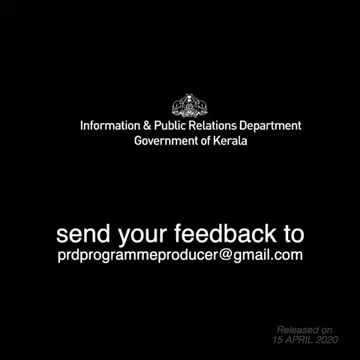 Information & Public Relations Department
Government of Kerala
send your feedback to
prdprogrammeproducer@gmail.com
Released on
15 APRIL 2020